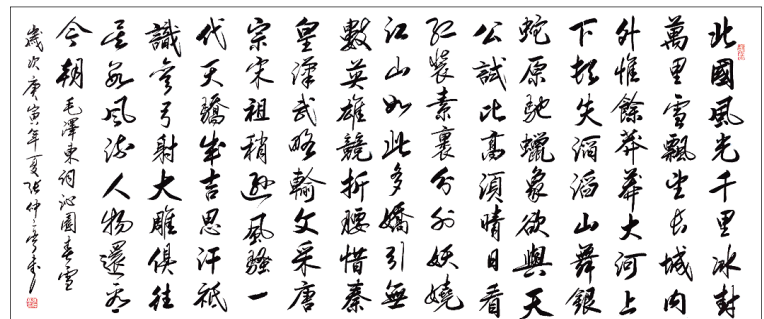 北國風光千里冰封
萬里雪飄望長城内
外惟餘莽莽大河上
下頓失滔滔山舞銀
蛇原馳蠟象欲與天
公試比高須晴日看
紅裝素裹分外妖嬈
江山如此多嬌引無
數英雄競折腰惜秦
皇漢武略輸文采唐
宗宋祖稍遜風騷一
代天驕成吉思汗祗
識彎弓射大雕俱往
矣數風流人物還看
今朝 毛澤東詞沁園春雪
歲次庚寅年夏張仲亭書